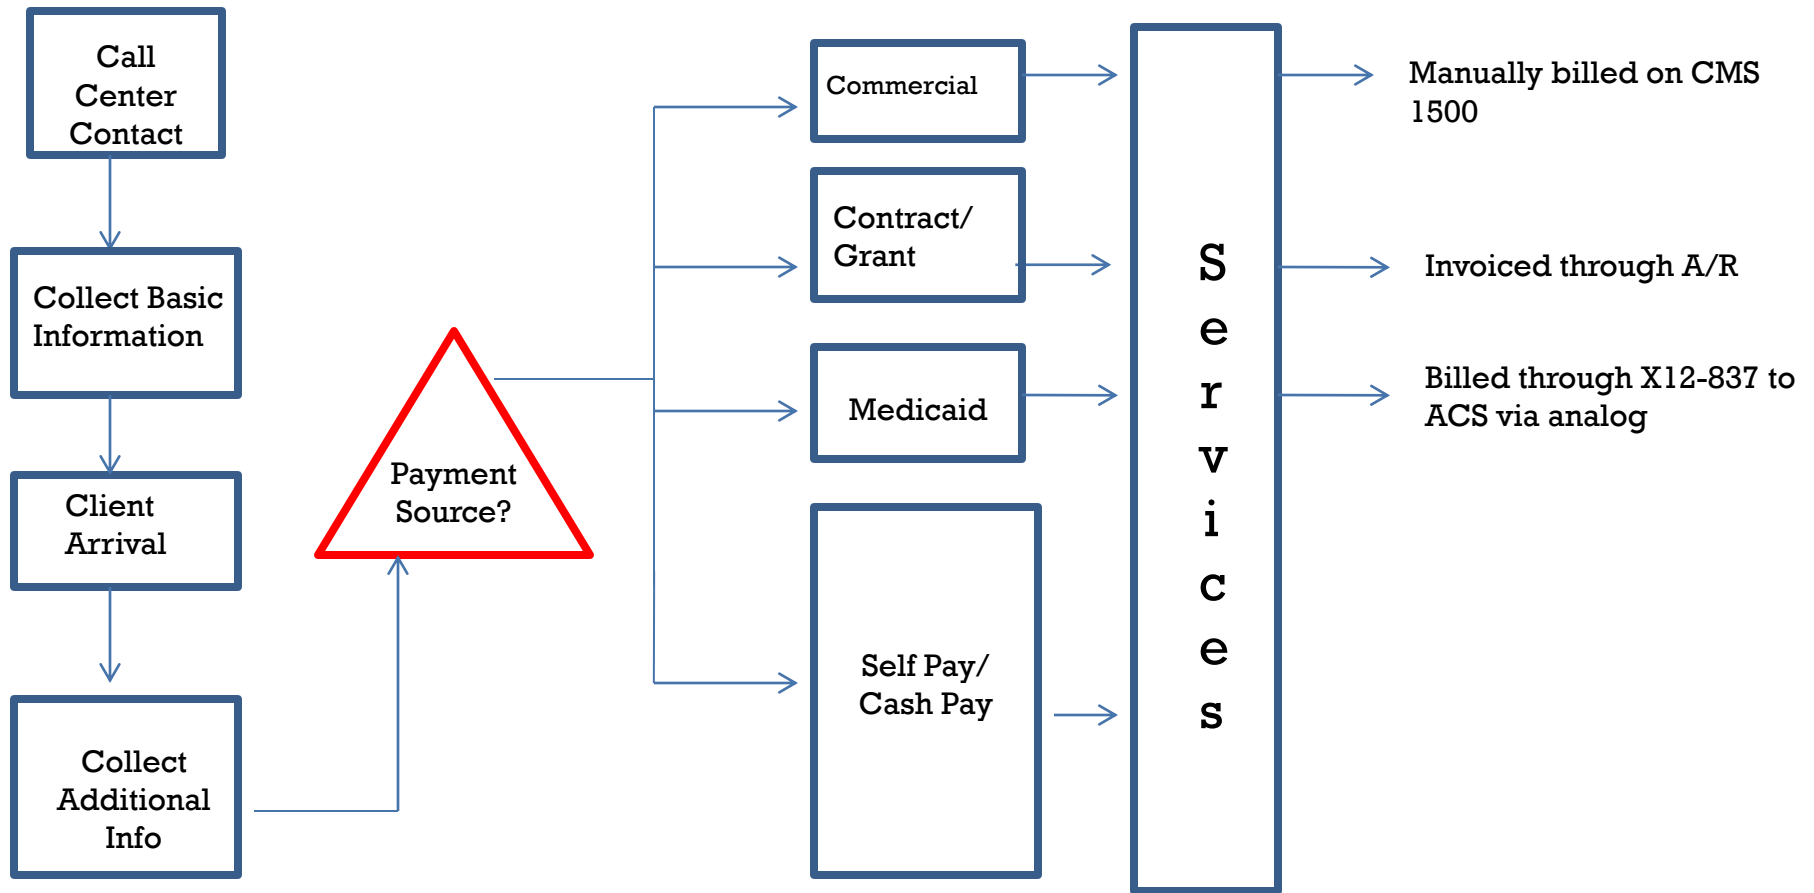 Call
Center
Contact
Collect Basic
Information
Client
Arrival
Collect
Additional
Info
Payment
Source?
Commercial
Contract/
Grant
Medicaid
Self Pay/
Cash Pay
S
e
r
v
i
c
e
s
Manually billed on CMS
1500
Invoiced through A/R
Billed through X12-837 to
ACS via analog